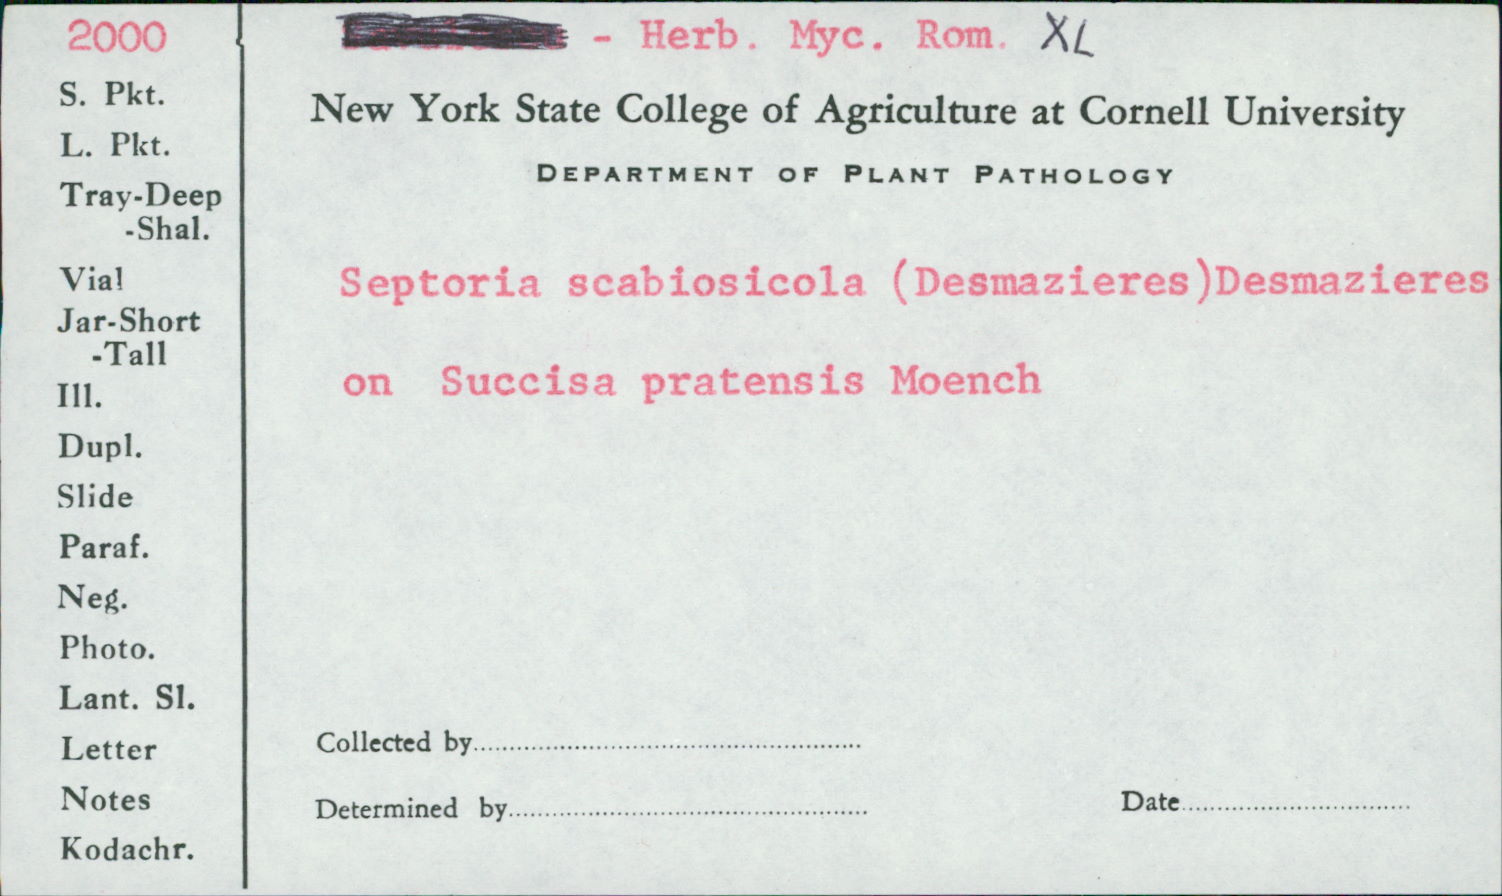 2000
- Herb. Myc. Rom. XL
New York State College of Agriculture at Cornell University
DEPARTMENT OF PLANT PATHOLOGY
S. Pkt.
L. Pkt.
Tray-Deep
-Shal.
Vial
Jar-Short
-Tall
Ill.
Dupl.
Slide
Paraf.
Neg.
Photo.
Lant. Sl.
Letter
Notes
Kodachr.
Septoria scabiosicola (Desmazieres)Desmazieres
on Succisa pratensis Moench
Collected by
Determined by
Date